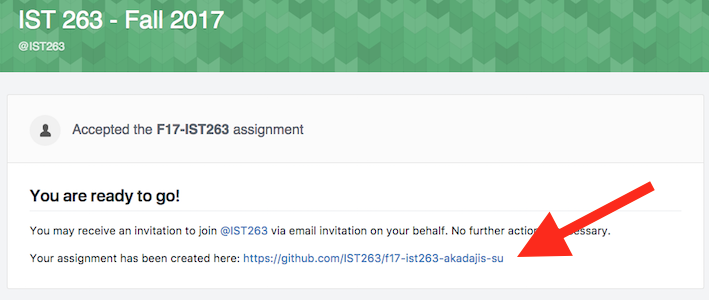 IST 263 - Fall 2017
@IST263
Accepted the F17-IST263 assignment
You are ready to go!
You may receive an invitation to join @IST263 via email invitation on your behalf. No further action essary.
Your assignment has been created here: https://github.com/IST263/f17-ist263-akadajis-su